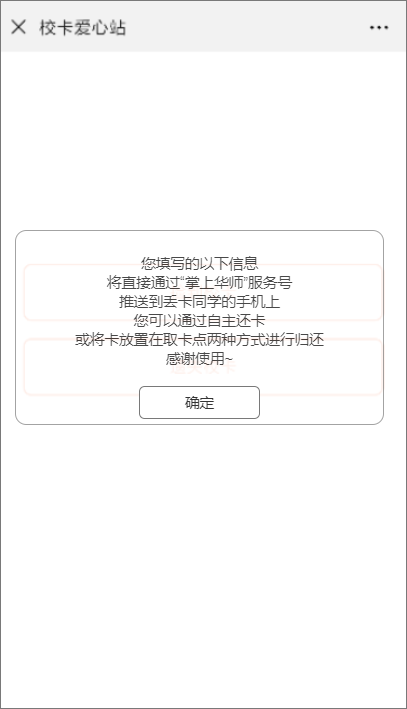 校卡爱心站
您填写的以下信息
将直接通过“掌上华师”服务号
推送到丢卡同学的手机上
您可以通过自主还卡
或将卡放置在取卡点两种方式进行归还
感谢使用~
确定